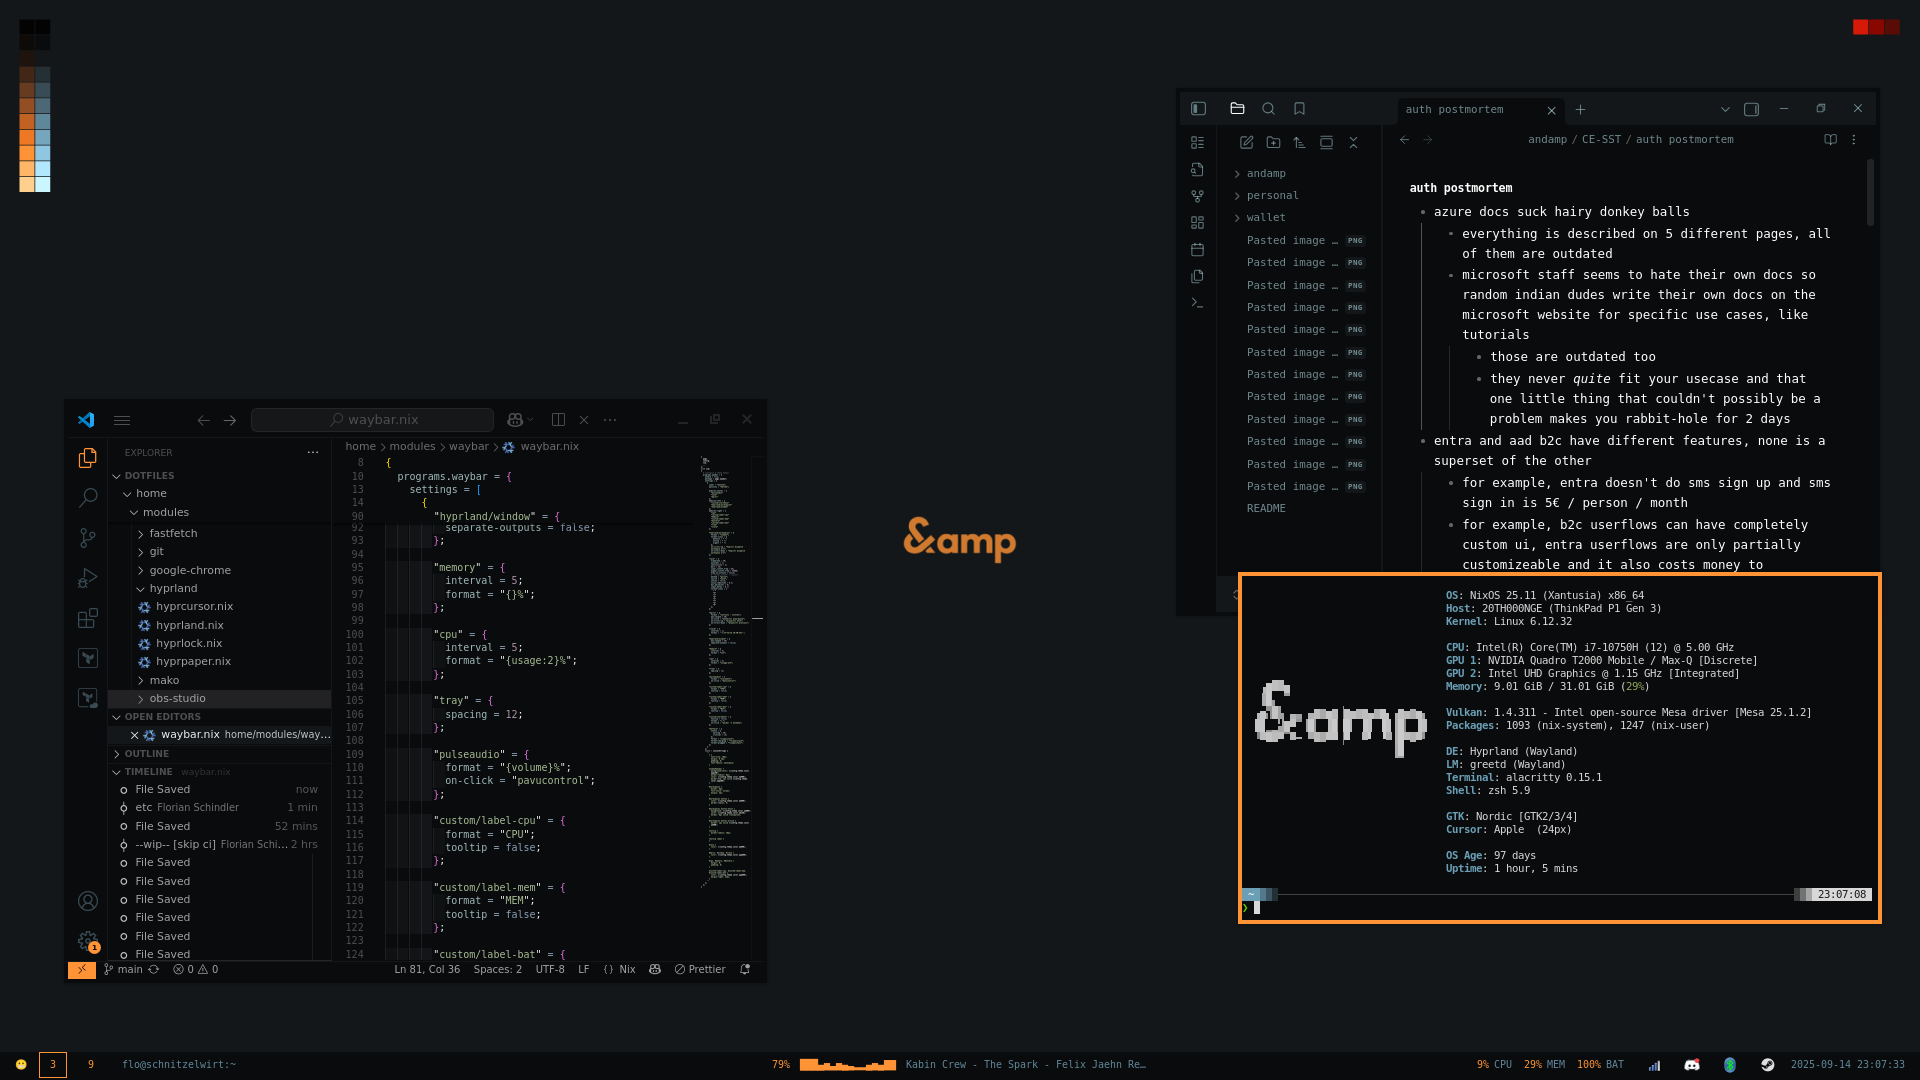 auth postmortem
andamp / CE-SST / auth postmortem
andamp
personal
wallet
Pasted image … PNG
Pasted image … PNG
Pasted image … PNG
Pasted image … PNG
Pasted image … PNG
Pasted image … PNG
Pasted image … PNG
Pasted image … PNG
Pasted image … PNG
Pasted image … PNG
Pasted image … PNG
Pasted image … PNG
README
auth postmortem
azure docs suck hairy donkey balls
everything is described on 5 different pages, all
of them are outdated
microsoft staff seems to hate their own docs so
random indian dudes write their own docs on the
microsoft website for specific use cases, like
tutorials
those are outdated too
they never quite fit your usecase and that
one little thing that couldn't possibly be a
problem makes you rabbit-hole for 2 days
entra and aad b2c have different features, none is a
superset of the other
for example, entra doesn't do sms sign up and sms
sign in is 5€ / person / month
for example, b2c userflows can have completely
custom ui, entra userflows are only partially
customizeable and it also costs money to
waybar.nix
EXPLORER
DOTFILES
home
modules
fastfetch
git
google-chrome
hyprland
hyprcursor.nix
hyprland.nix
hyprlock.nix
hyprpaper.nix
mako
obs-studio
OPEN EDITORS
waybar.nix home/modules/way...
OUTLINE
TIMELINE waybar.nix
File Saved now
etc Florian Schindler 1 min
File Saved 52 mins
--wip-- [skip ci] Florian Schi... 2 hrs
File Saved
File Saved
File Saved
File Saved
File Saved
File Saved
home > modules > waybar > waybar.nix
8 {
10 programs.waybar = {
13 settings = [
14 {
90 "hyprland/window" = {
92 separate-outputs = false;
93 };
94
95 "memory" = {
96 interval = 5;
97 format = "{}%";
98 };
99
100 "cpu" = {
101 interval = 5;
102 format = "{usage:2}%";
103 };
104
105 "tray" = {
106 spacing = 12;
107 };
108
109 "pulseaudio" = {
110 format = "{volume}%";
111 on-click = "pavucontrol";
112 };
113
114 "custom/label-cpu" = {
115 format = "CPU";
116 tooltip = false;
117 };
118
119 "custom/label-mem" = {
120 format = "MEM";
121 tooltip = false;
122 };
123
124 "custom/label-bat" = {
1
main 0 0 Ln 81, Col 36 Spaces: 2 UTF-8 LF {} Nix Prettier
&amp
&amp
OS: NixOS 25.11 (Xantusia) x86_64
Host: 20TH000NGE (ThinkPad P1 Gen 3)
Kernel: Linux 6.12.32
CPU: Intel(R) Core(TM) i7-10750H (12) @ 5.00 GHz
GPU 1: NVIDIA Quadro T2000 Mobile / Max-Q [Discrete]
GPU 2: Intel UHD Graphics @ 1.15 GHz [Integrated]
Memory: 9.01 GiB / 31.01 GiB (29%)
Vulkan: 1.4.311 - Intel open-source Mesa driver [Mesa 25.1.2]
Packages: 1093 (nix-system), 1247 (nix-user)
DE: Hyprland (Wayland)
LM: greetd (Wayland)
Terminal: alacritty 0.15.1
Shell: zsh 5.9
GTK: Nordic [GTK2/3/4]
Cursor: Apple (24px)
OS Age: 97 days
Uptime: 1 hour, 5 mins
~ 23:07:08
❯
3 9 flo@schnitzelwirt:~ 79% Kabin Crew - The Spark - Felix Jaehn Re… 9% CPU 29% MEM 100% BAT 2025-09-14 23:07:33